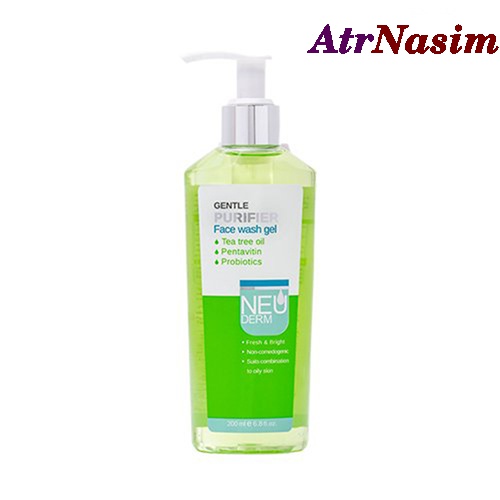 AtrNasim
GENTLE
PURIFIER
Face wash gel
Tea tree oil
Pentavitin
Probiotics
NEU
DERM
• Fresh & Bright
• Non-comedogenic
• Suits combination
to oily skin
200 ml e 6.8 fl.oz